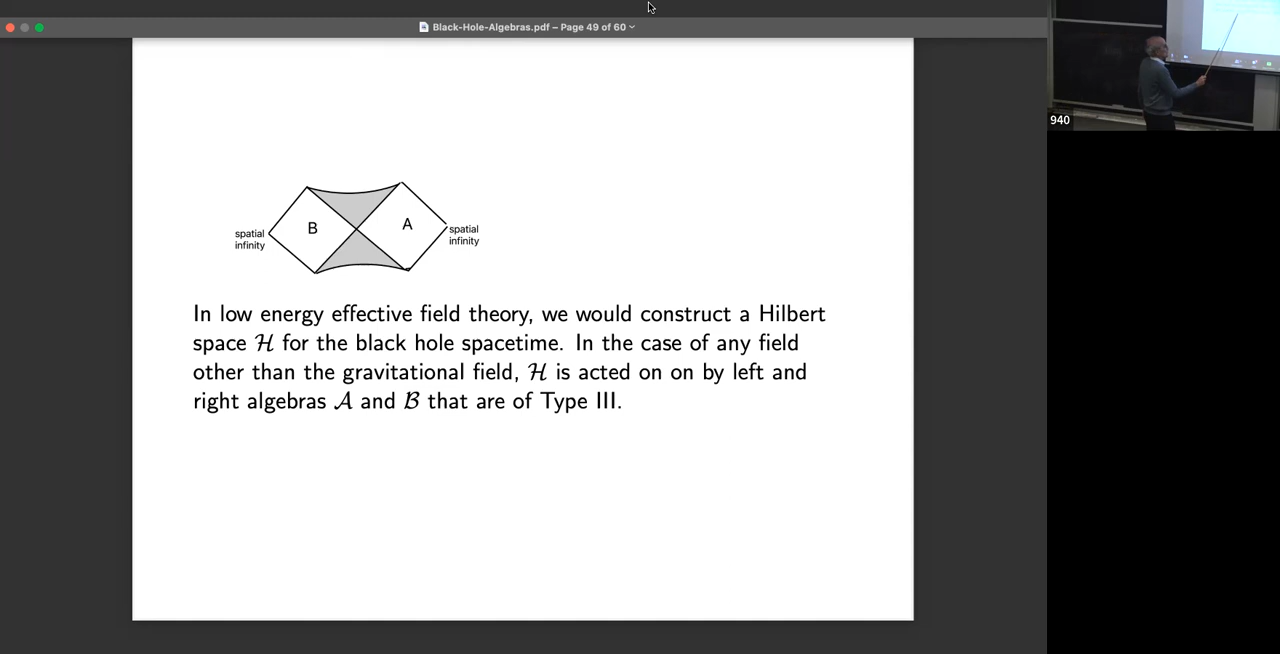 Black-Hole-Algebras.pdf – Page 49 of 60
940
B
A
spatial
infinity
spatial
infinity
In low energy effective field theory, we would construct a Hilbert
space ℋ for the black hole spacetime. In the case of any field
other than the gravitational field, ℋ is acted on on by left and
right algebras 𝒜 and ℬ that are of Type III.